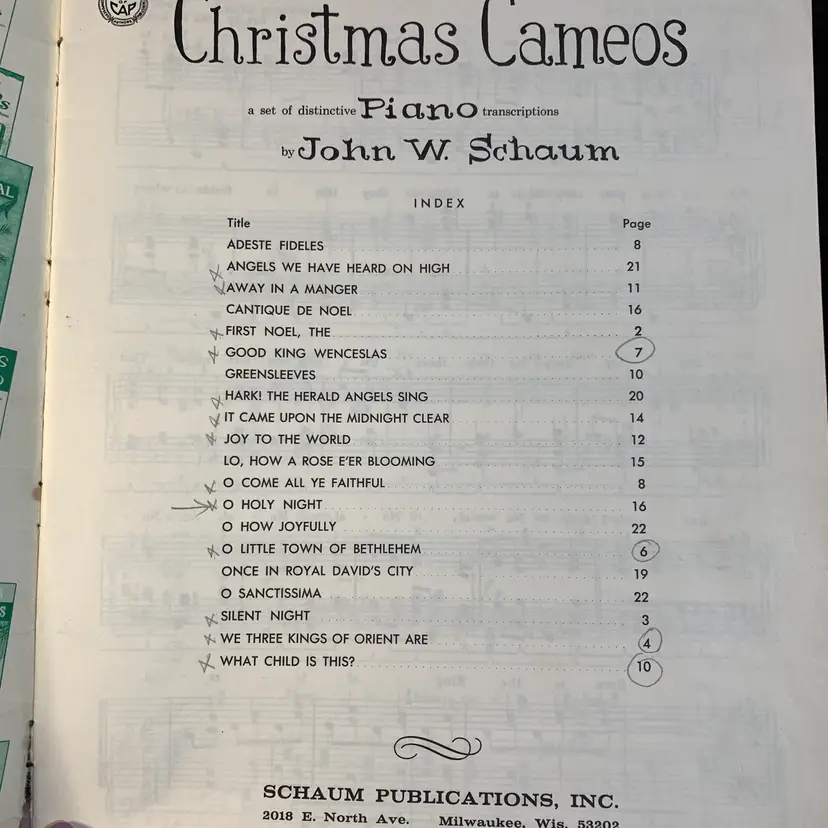 CAP
Christmas Cameos
a set of distinctive Piano transcriptions
by John W. Schaum
INDEX
Title Page
ADESTE FIDELES 8
ANGELS WE HAVE HEARD ON HIGH 21
AWAY IN A MANGER 11
CANTIQUE DE NOEL 16
FIRST NOEL, THE 2
GOOD KING WENCESLAS 7
GREENSLEEVES 10
HARK! THE HERALD ANGELS SING 20
IT CAME UPON THE MIDNIGHT CLEAR 14
JOY TO THE WORLD 12
LO, HOW A ROSE E'ER BLOOMING 15
O COME ALL YE FAITHFUL 8
O HOLY NIGHT 16
O HOW JOYFULLY 22
O LITTLE TOWN OF BETHLEHEM 6
ONCE IN ROYAL DAVID'S CITY 19
O SANCTISSIMA 22
SILENT NIGHT 3
WE THREE KINGS OF ORIENT ARE 4
WHAT CHILD IS THIS? 10
SCHAUM PUBLICATIONS, INC.
2018 E. North Ave. Milwaukee, Wis. 53202